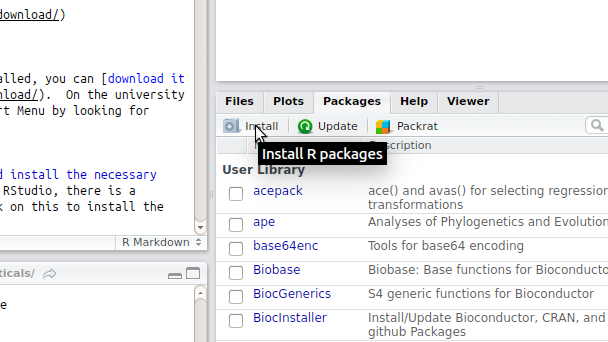 ownload/)
alled, you can [download it
nload/). On the university
rt Menu by looking for
d install the necessary
RStudio, there is a
k on this to install the
R Markdown
ticals/
e
Files Plots Packages Help Viewer
Install Update Packrat
Install R packages
User Library
acepack ace() and avas() for selecting regression
transformations
ape Analyses of Phylogenetics and Evolution
base64enc Tools for base64 encoding
Biobase Biobase: Base functions for Bioconducto
BiocGenerics S4 generic functions for Bioconductor
BiocInstaller Install/Update Bioconductor, CRAN, and
github Packages